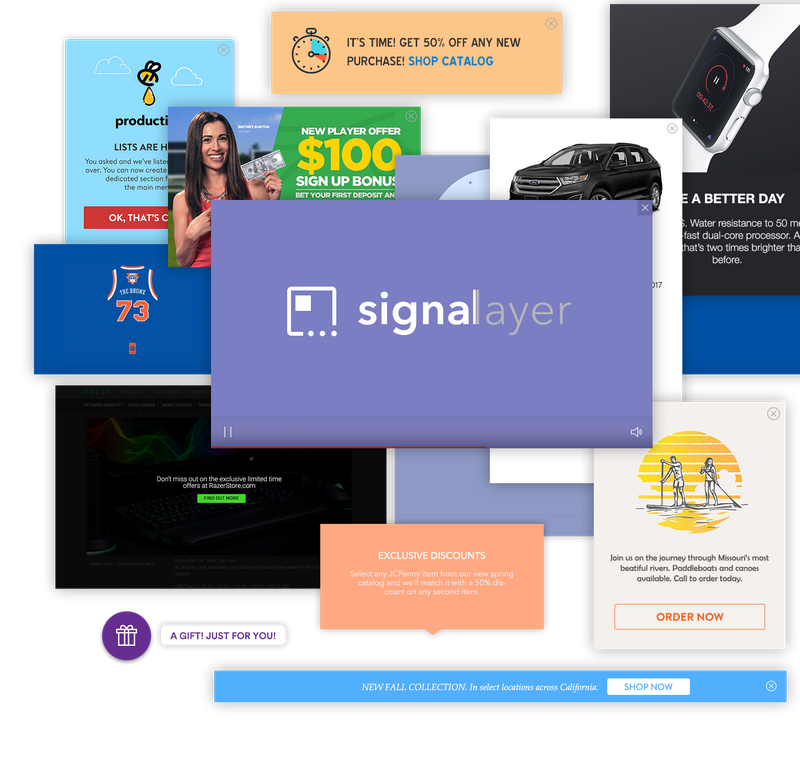 IT'S TIME! GET 50% OFF ANY NEW
PURCHASE! SHOP CATALOG
producti
LISTS ARE H
You asked and we've liste
over. You can now create
dedicated section f
the main me
OK, THAT'S C
BRITNEY BURTON
NEW PLAYER OFFER
$100
SIGN UP BONUS
BET YOUR FIRST DEPOSIT AN
E A BETTER DAY
S. Water resistance to 50 m
-fast dual-core processor. A
that's two times brighter tha
before.
017
THE BRONX
73
signalayer
Don't miss out on the exclusive limited time
offers at RazerStore.com
FIND OUT MORE
EXCLUSIVE DISCOUNTS
Select any JCPenny item from our new spring
catalog and we'll match it with a 50% dis-
count on any second item.
Join us on the journey through Missouri's most
beatiful rivers. Paddleboats and canoes
available. Call to order today.
ORDER NOW
A GIFT! JUST FOR YOU!
NEW FALL COLLECTION. In select locations across California.
SHOP NOW